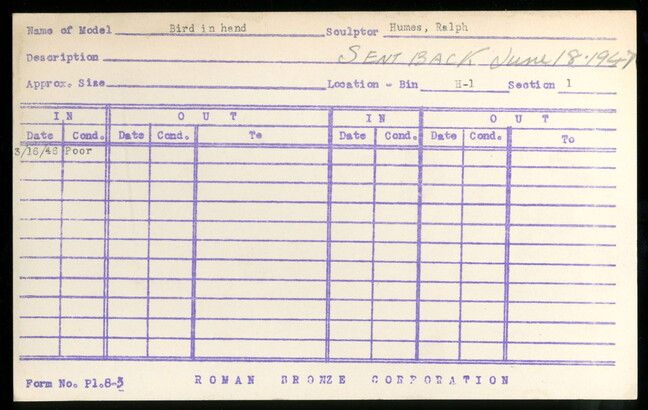 Name of Model Bird in hand Sculptor Humes, Ralph
Description SENT BACK June 18-1947
Approx. Size Location - Bin H-1 Section 1
IN OUT IN OUT
Date Cond. Date Cond. To Date Cond. Date Cond. To
3/16/46 Poor
Form No. P1.8-3 ROMAN BRONZE CORPORATION